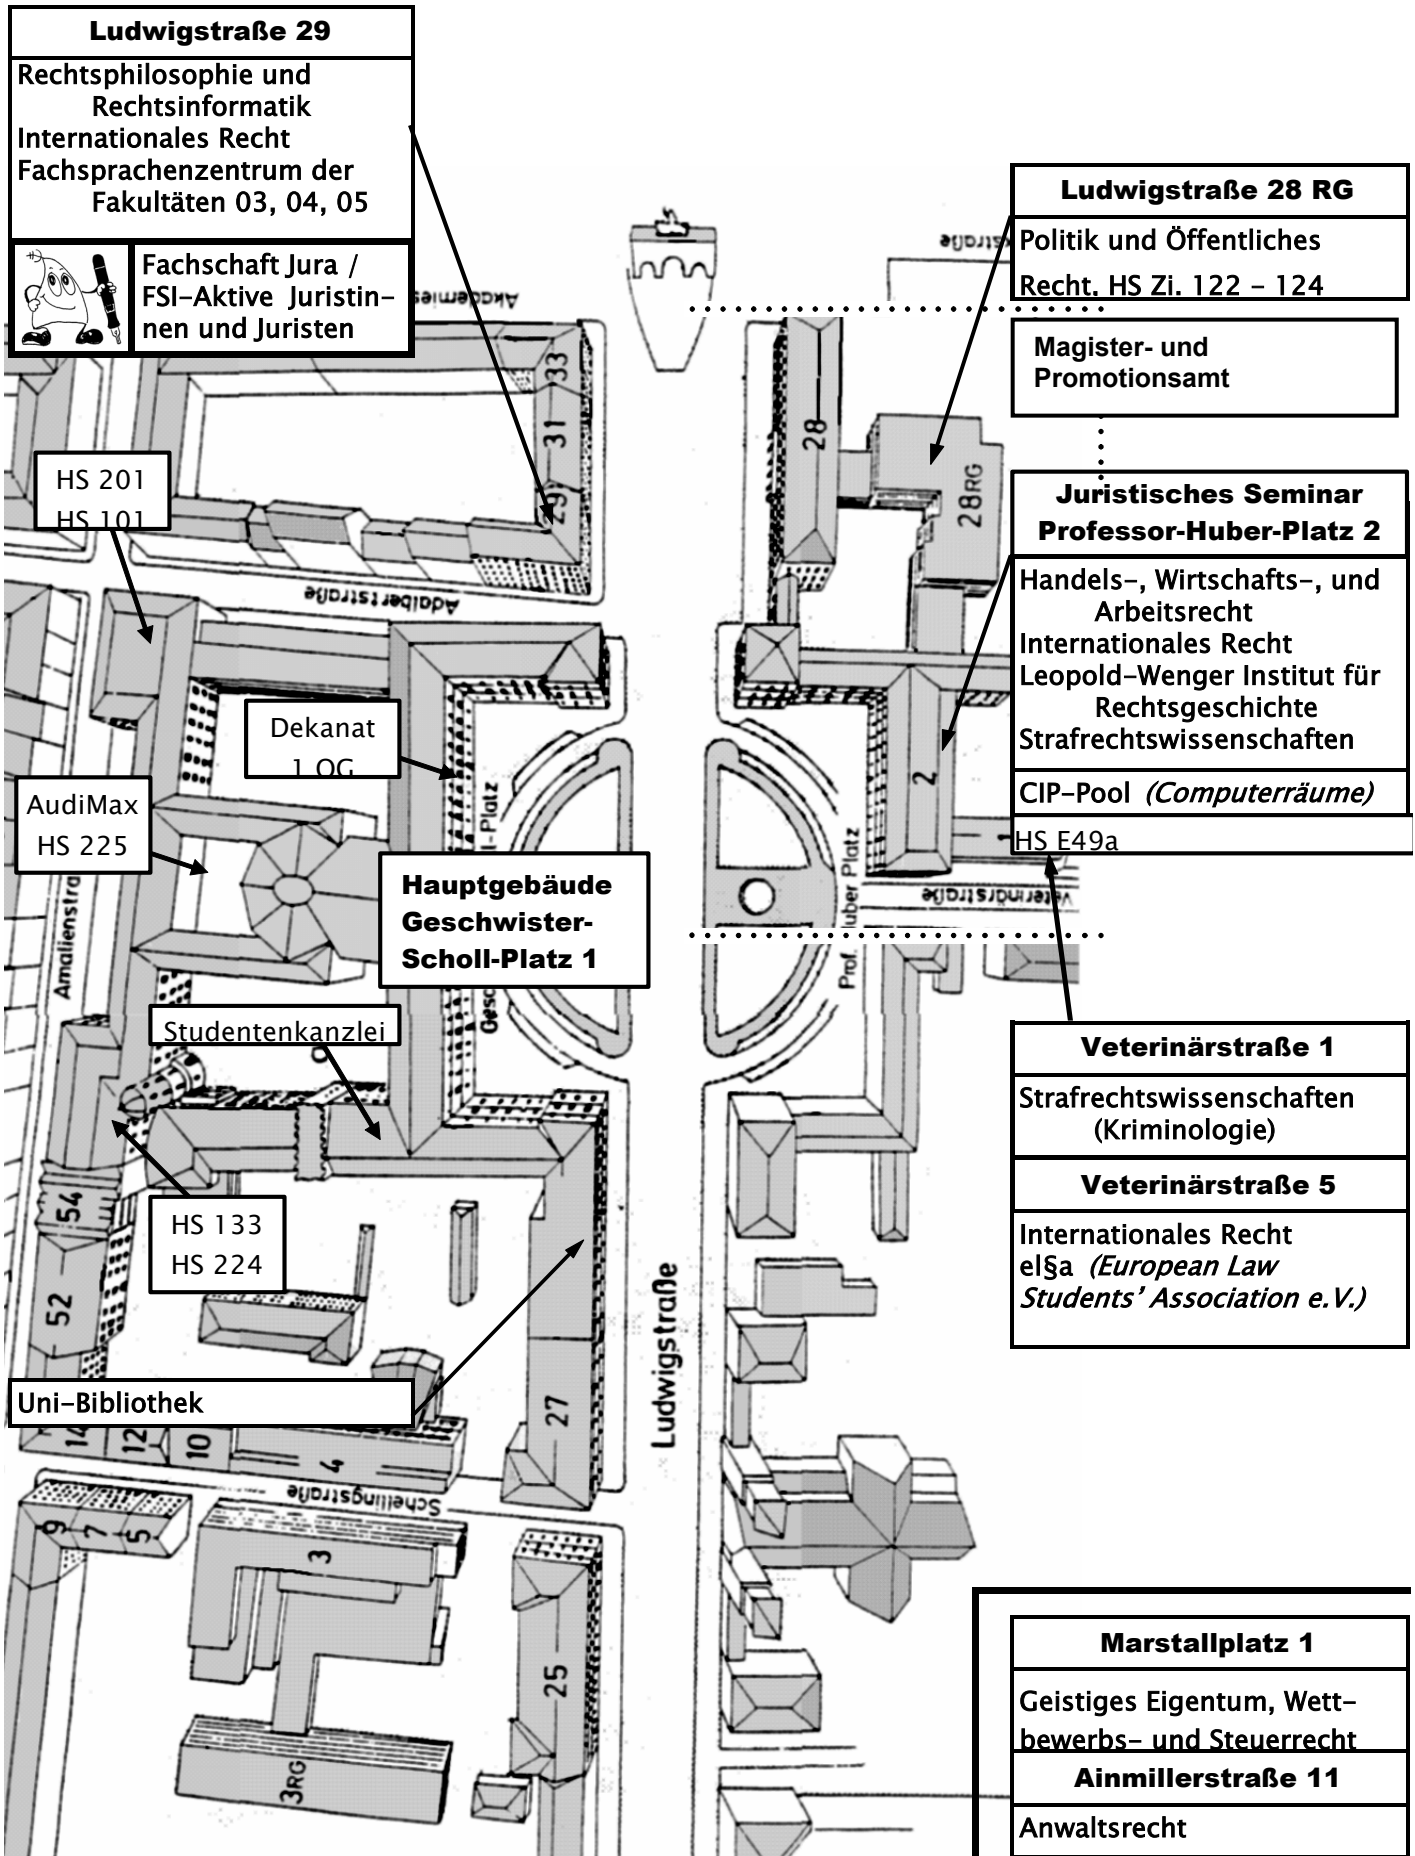 Ludwigstraße 29
Rechtsphilosophie und
Rechtsinformatik
Internationales Recht
Fachsprachenzentrum der
Fakultäten 03, 04, 05
Fachschaft Jura /
FSI-Aktive Juristin-
nen und Juristen
Ludwigstraße 28 RG
Politik und Öffentliches
Recht, HS Zi. 122 – 124
Magister- und
Promotionsamt
Juristisches Seminar
Professor-Huber-Platz 2
Handels-, Wirtschafts-, und
Arbeitsrecht
Internationales Recht
Leopold-Wenger Institut für
Rechtsgeschichte
Strafrechtswissenschaften
CIP-Pool (Computerräume)
HS E49a
Akademies
33
31
29
28
28RG
HS 201
HS 101
Adalbertstraße
Dekanat
1 OG
AudiMax
HS 225
Hauptgebäude
Geschwister-
Scholl-Platz 1
l-Platz
Gesc
2
Prof. Huber Platz
Veterinärstraße
Amalienstra
Studentenkanzlei
HS 133
HS 224
Veterinärstraße 1
Strafrechtswissenschaften
(Kriminologie)
Veterinärstraße 5
Internationales Recht
el§a (European Law
Students’ Association e.V.)
54
52
Uni-Bibliothek
Ludwigstraße
27
14
12
10
4
Schellingstraße
9
7
5
3
25
3RG
Marstallplatz 1
Geistiges Eigentum, Wett-
bewerbs- und Steuerrecht
Ainmillerstraße 11
Anwaltsrecht